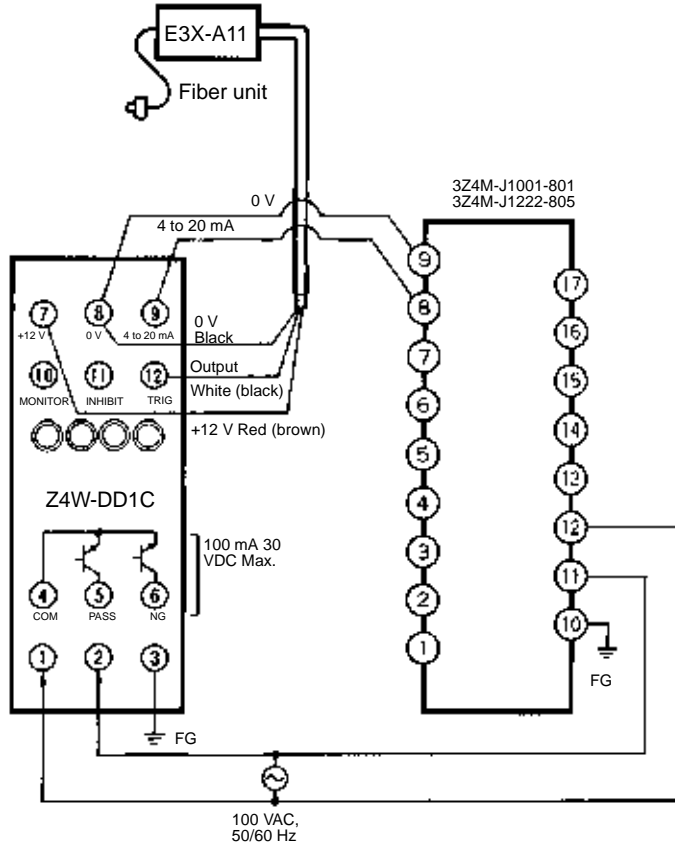 E3X-A11
Fiber unit
3Z4M-J1001-801
3Z4M-J1222-805
0 V
4 to 20 mA
9
8
7
6
5
4
3
2
1
17
16
15
14
13
12
11
10
FG
7
+12 V
8
0 V
9
4 to 20 mA
0 V
Black
10
MONITOR
11
INHIBIT
12
TRIG
Output
White (black)
+12 V Red (brown)
Z4W-DD1C
100 mA 30
VDC Max.
4
COM
5
PASS
6
NG
1
2
3
FG
100 VAC,
50/60 Hz